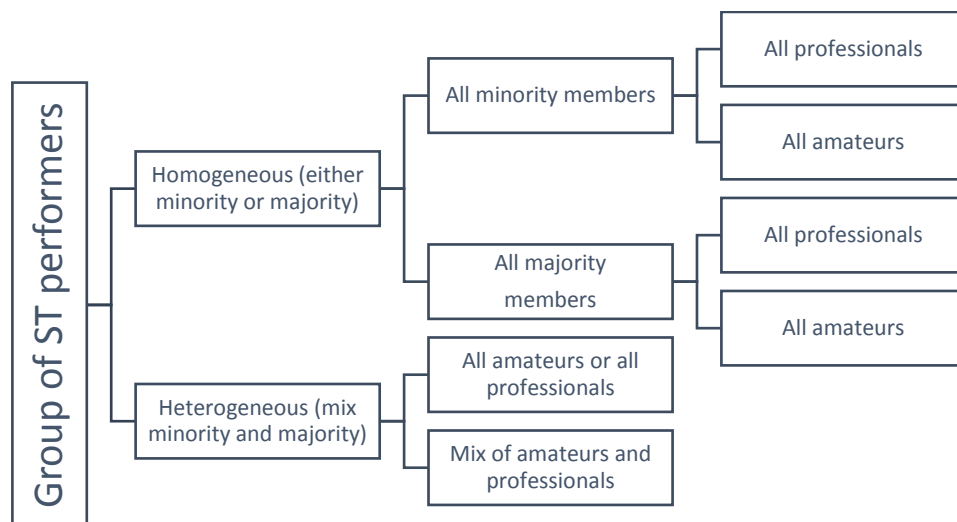 Group of ST performers
Homogeneous (either
minority or majority)
All minority members
All professionals
All amateurs
All majority
members
All professionals
All amateurs
Heterogeneous (mix
minority and majority)
All amateurs or all
professionals
Mix of amateurs and
professionals